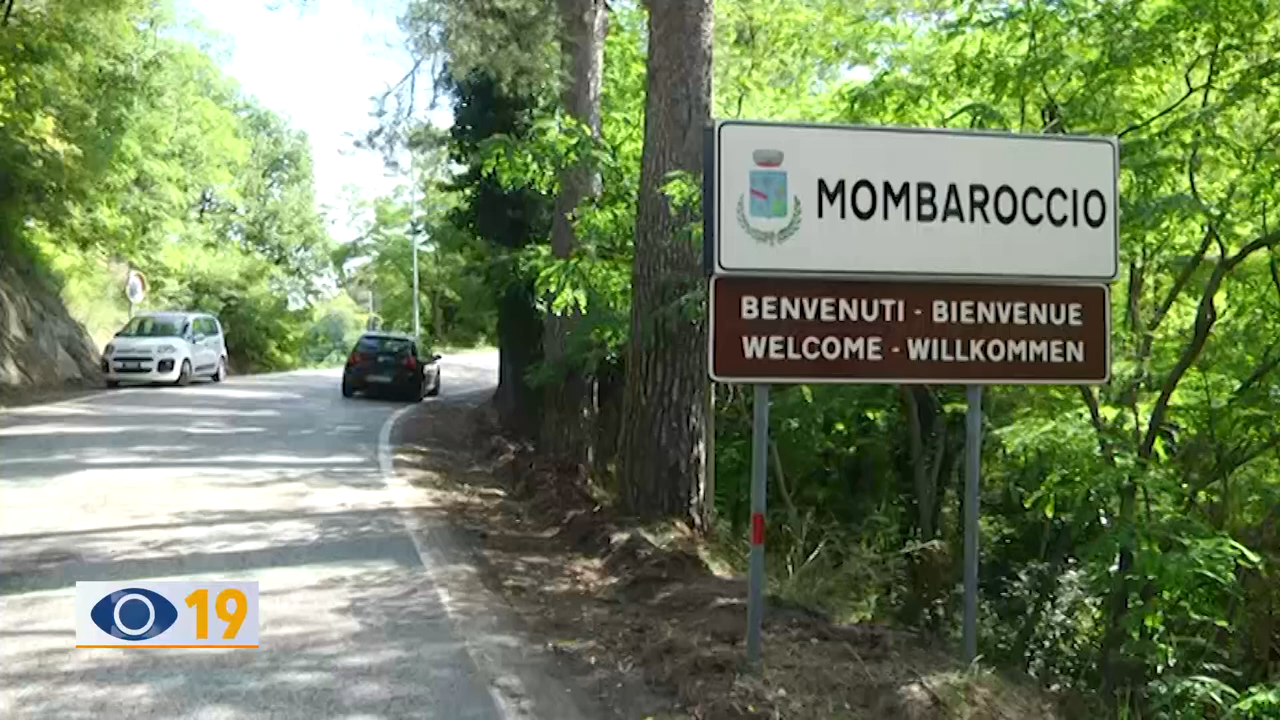 MOMBAROCCIO
BENVENUTI - BIENVENUE
WELCOME - WILLKOMMEN
19